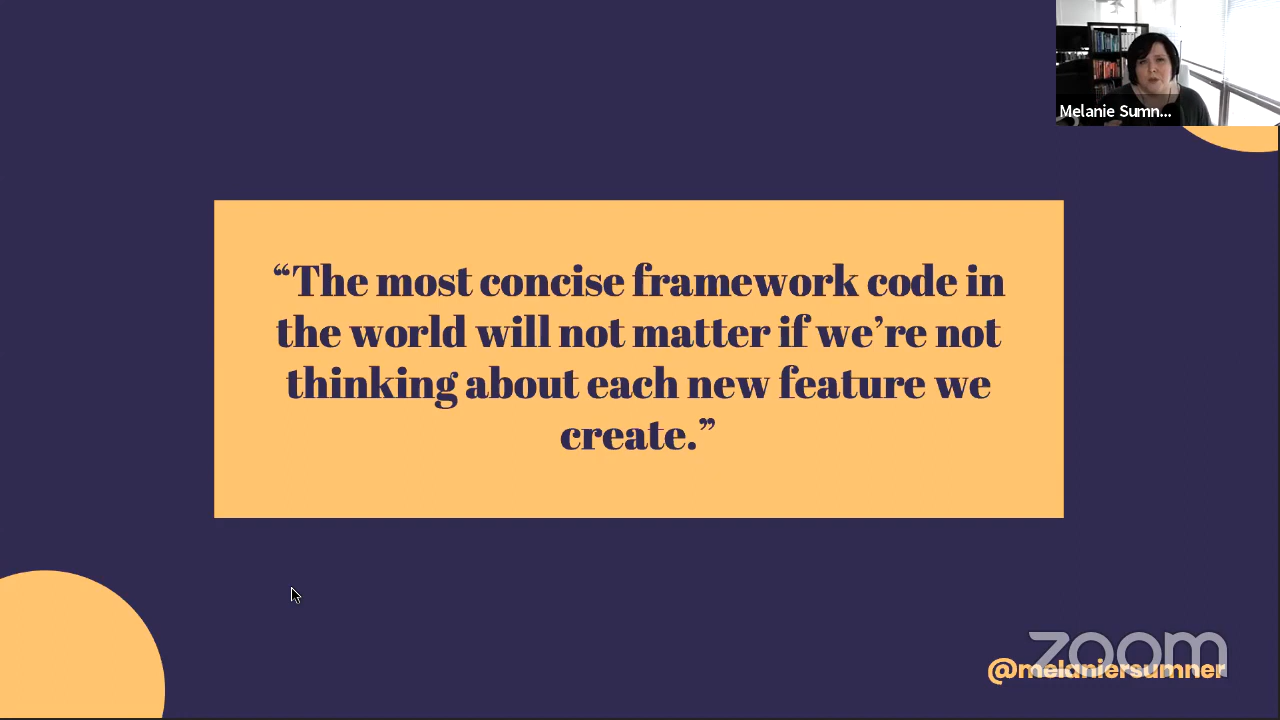 Melanie Sumn...
“The most concise framework code in
the world will not matter if we’re not
thinking about each new feature we
create.”
zoom
@melaniersumner